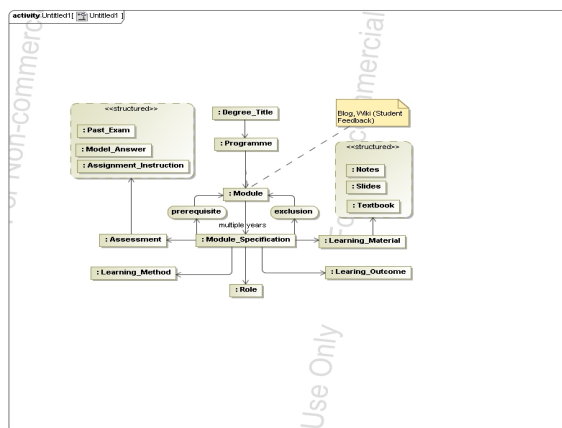 activity Untitled1[ Untitled1 ]
For Non-commercial
For Non-commercial
Use Only
: Degree_Title
: Programme
Blog, Wiki (Student
Feedback)
<<structured>>
: Past_Exam
: Model_Answer
: Assignment_Instruction
<<structured>>
: Notes
: Slides
: Textbook
: Module
prerequisite
exclusion
multiple years
: Assessment
: Module_Specification
: Learning_Material
: Learning_Method
: Learing_Outcome
: Role